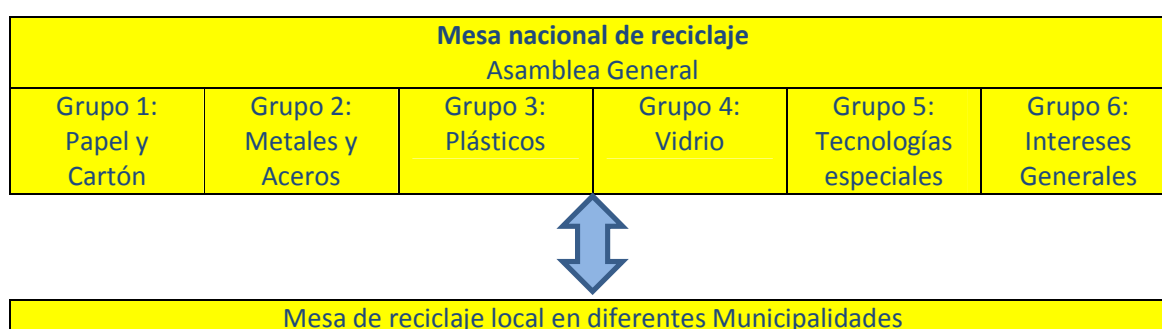 Mesa nacional de reciclaje
Asamblea General
Grupo 1:
Papel y
Cartón
Grupo 2:
Metales y
Aceros
Grupo 3:
Plásticos
Grupo 4:
Vidrio
Grupo 5:
Tecnologías
especiales
Grupo 6:
Intereses
Generales
Mesa de reciclaje local en diferentes Municipalidades